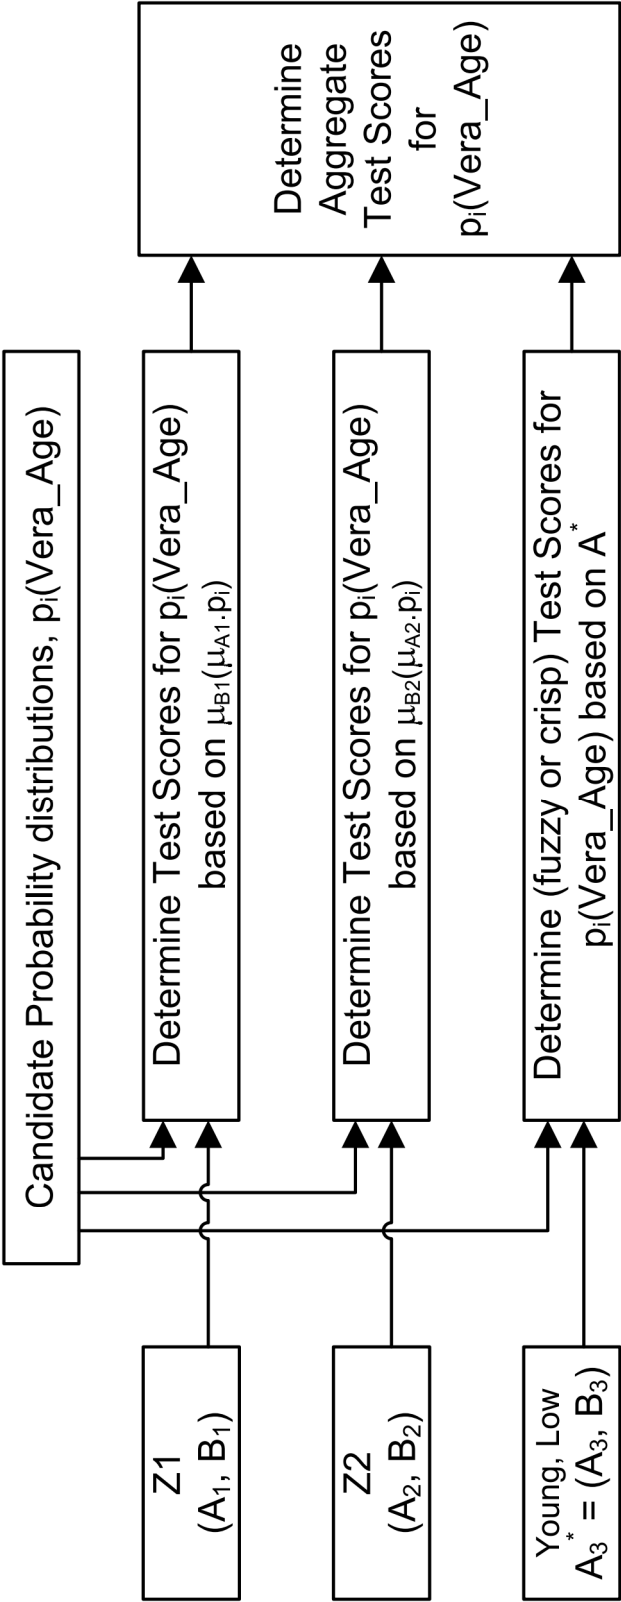 Candidate Probability distributions, pᵢ(Vera_Age)
Z1
(A₁, B₁)
Determine Test Scores for pᵢ(Vera_Age)
based on μB1(μA1.pᵢ)
Z2
(A₂, B₂)
Determine Test Scores for pᵢ(Vera_Age)
based on μB2(μA2.pᵢ)
Young, Low
A₃* = (A₃, B₃)
Determine (fuzzy or crisp) Test Scores for
pᵢ(Vera_Age) based on A*
Determine
Aggregate
Test Scores
for
pᵢ(Vera_Age)